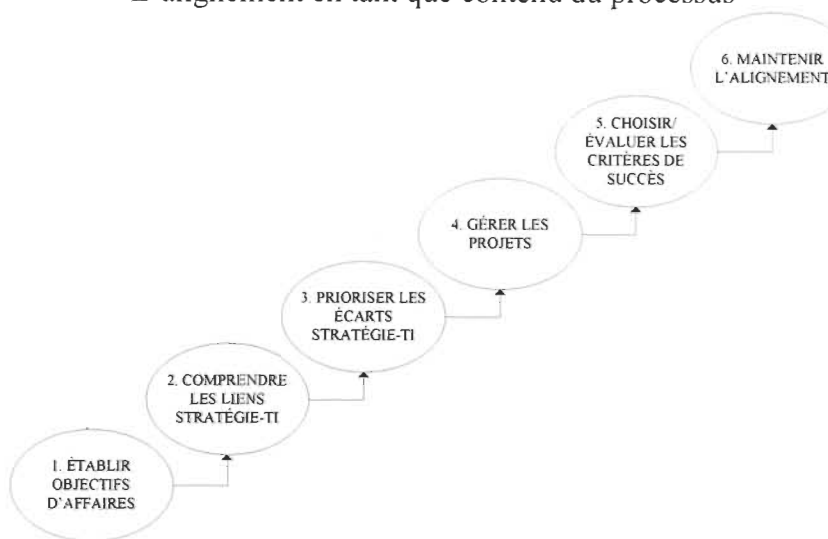 L'alignement en tant que contenu du processus
6. MAINTENIR
L'ALIGNEMENT
5. CHOISIR/
ÉVALUER LES
CRITÈRES DE
SUCCÈS
4. GÉRER LES
PROJETS
3. PRIORISER LES
ÉCARTS
STRATÉGIE-TI
2. COMPRENDRE
LES LIENS
STRATÉGIE-TI
1. ÉTABLIR
OBJECTIFS
D'AFFAIRES